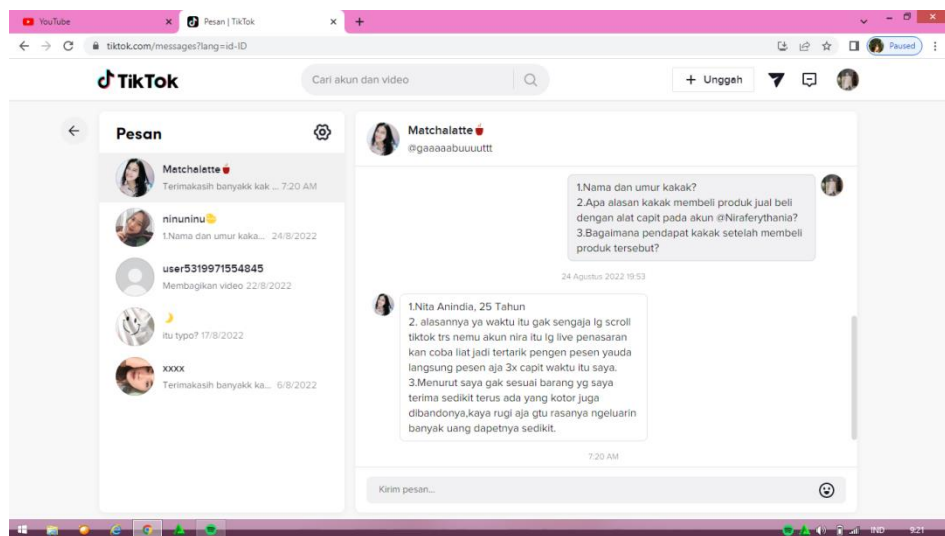 YouTube
Pesan | TikTok
tiktok.com/messages?lang=id-ID
Paused
TikTok
Cari akun dan video
+ Unggah
Pesan
Matchalatte
Terimakasih banyakk kak ... 7:20 AM
ninuninu
1.Nama dan umur kaka... 24/8/2022
user5319971554845
Membagikan video 22/8/2022
itu typo? 17/8/2022
xxxx
Terimakasih banyakk ka... 6/8/2022
Matchalatte
@gaaaaabuuuuttt
1.Nama dan umur kakak?
2.Apa alasan kakak membeli produk jual beli
dengan alat capit pada akun @Niraferythania?
3.Bagaimana pendapat kakak setelah membeli
produk tersebut?
24 Agustus 2022 19:53
1.Nita Anindia, 25 Tahun
2. alasannya ya waktu itu gak sengaja lg scroll
tiktok trs nemu akun nira itu lg live penasaran
kan coba liat jadi tertarik pengen pesen yauda
langsung pesen aja 3x capit waktu itu saya.
3.Menurut saya gak sesuai barang yg saya
terima sedikit terus ada yang kotor juga
dibandonya,kaya rugi aja gtu rasanya ngeluarin
banyak uang dapetnya sedikit.
7:20 AM
Kirim pesan...
IND
9:21